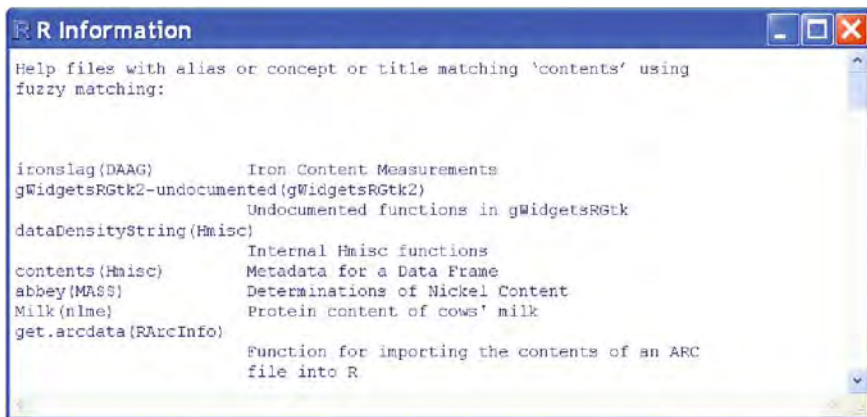 R R Information
Help files with alias or concept or title matching 'contents' using
fuzzy matching:
ironslag(DAAG) Iron Content Measurements
gWidgetsRGtk2-undocumented(gWidgetsRGtk2)
Undocumented functions in gWidgetsRGtk
dataDensityString(Hmisc)
Internal Hmisc functions
contents(Hmisc) Metadata for a Data Frame
abbey(MASS) Determinations of Nickel Content
Milk(nlme) Protein content of cows' milk
get.arcdata(RArcInfo)
Function for importing the contents of an ARC
file into R